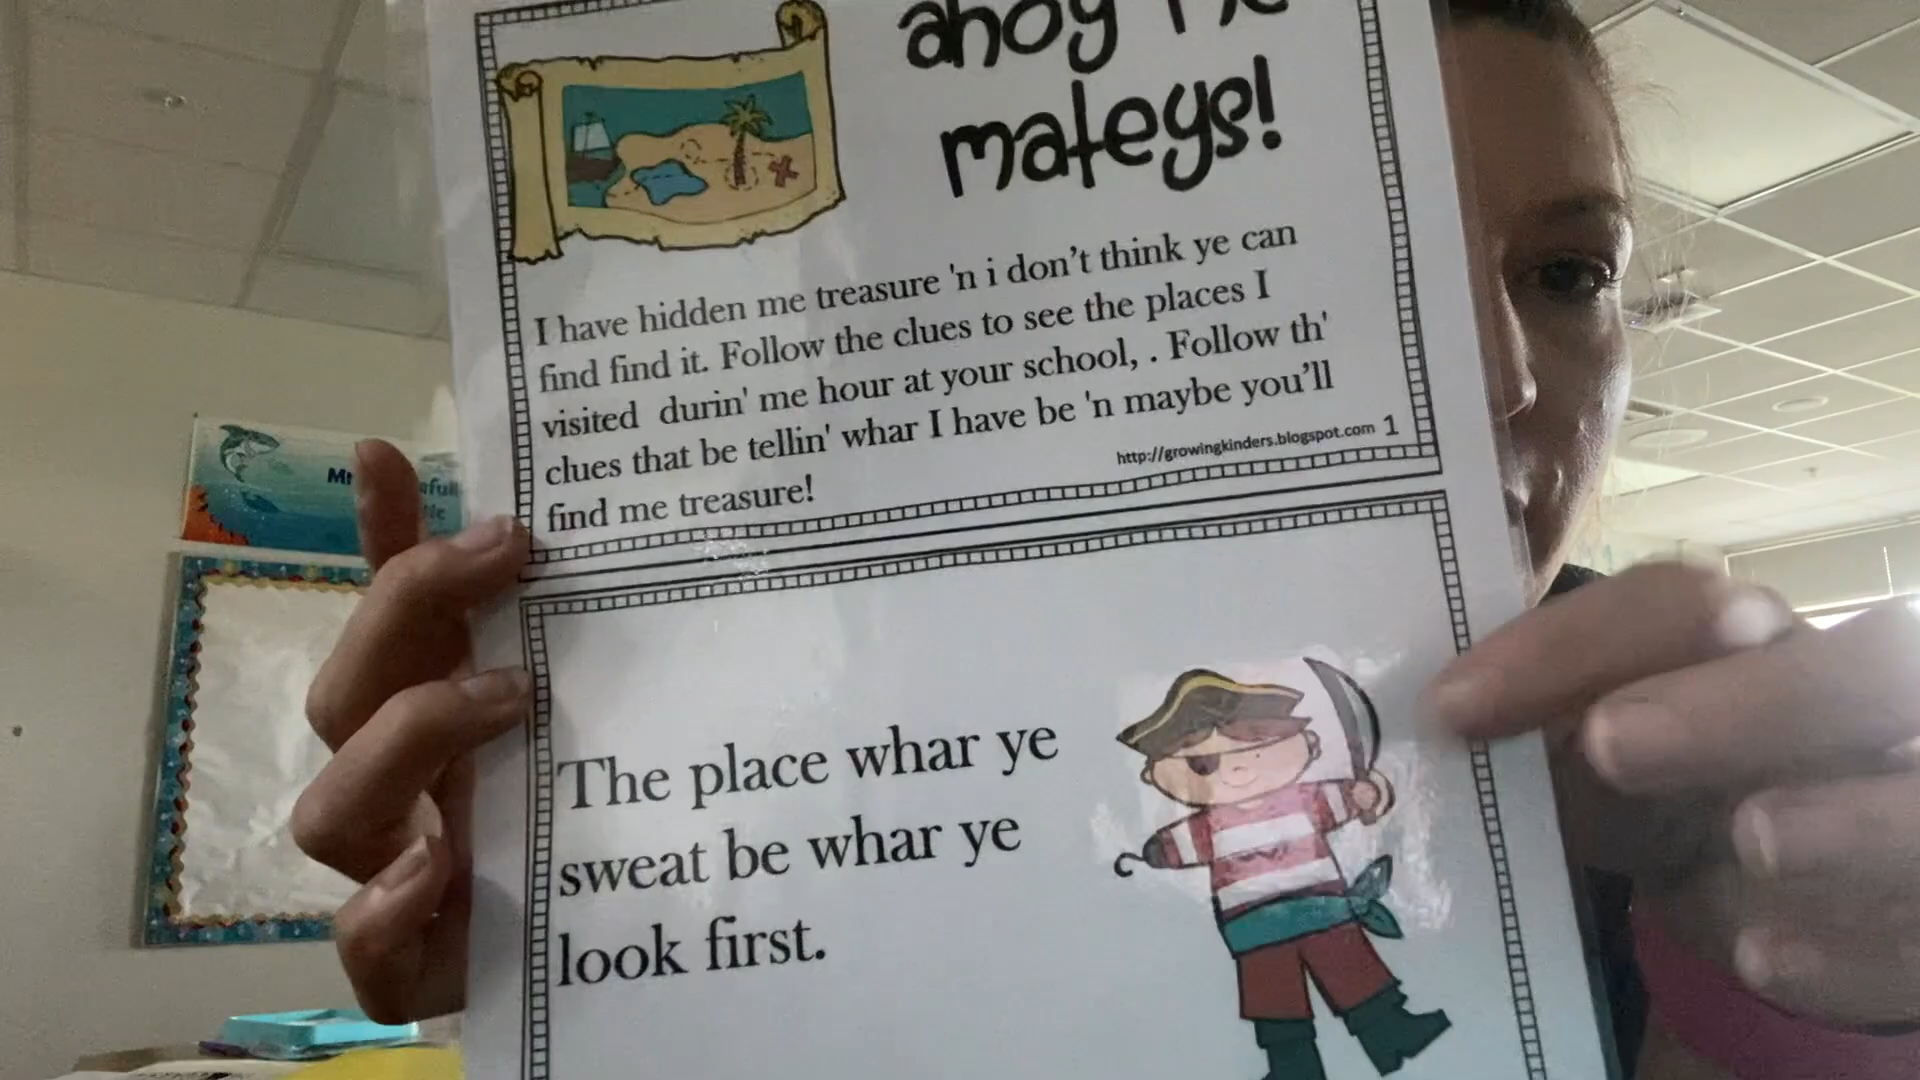 ahoy
mateys!
I have hidden me treasure 'n i don't think ye can
find find it. Follow the clues to see the places I
visited durin' me hour at your school, . Follow th'
clues that be tellin' whar I have be 'n maybe you'll
find me treasure!
http://growingkinders.blogspot.com 1
The place whar ye
sweat be whar ye
look first.